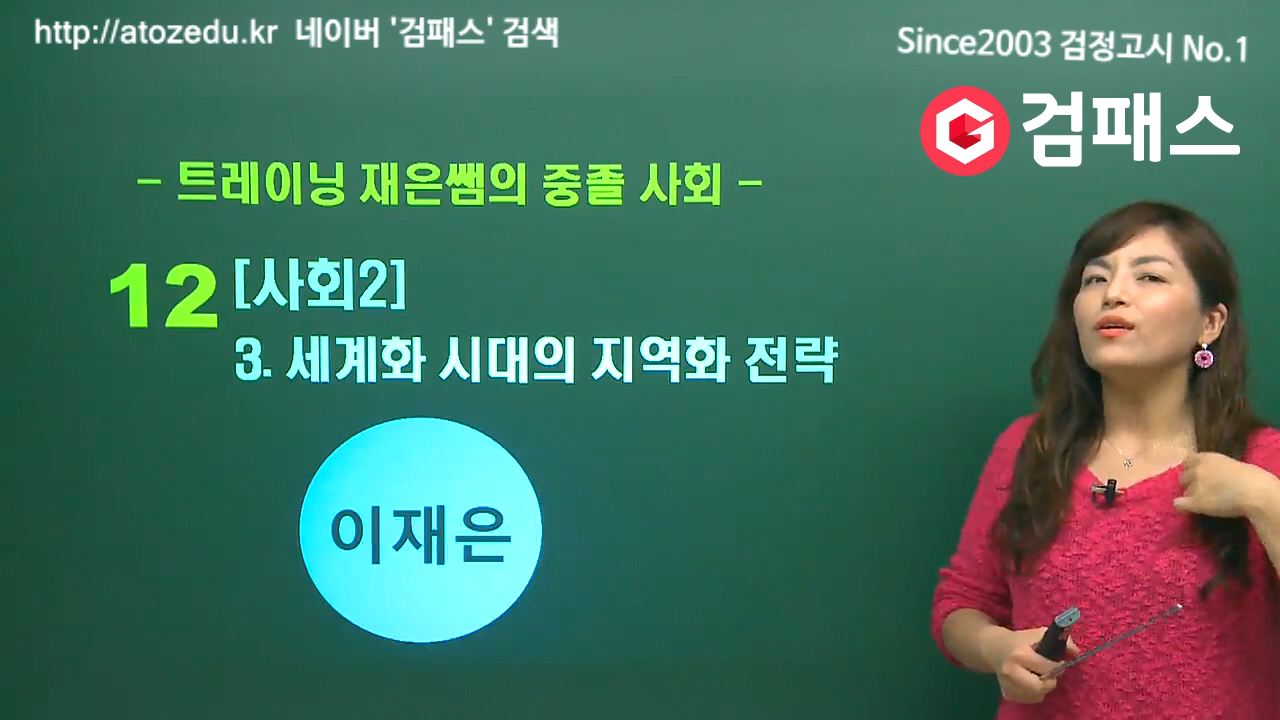 http://atozedu.kr 네이버 '검패스' 검색
Since2003 검정고시 No.1
검패스
- 트레이닝 재은쌤의 중졸 사회 -
12 [사회2]
3. 세계화 시대의 지역화 전략
이재은